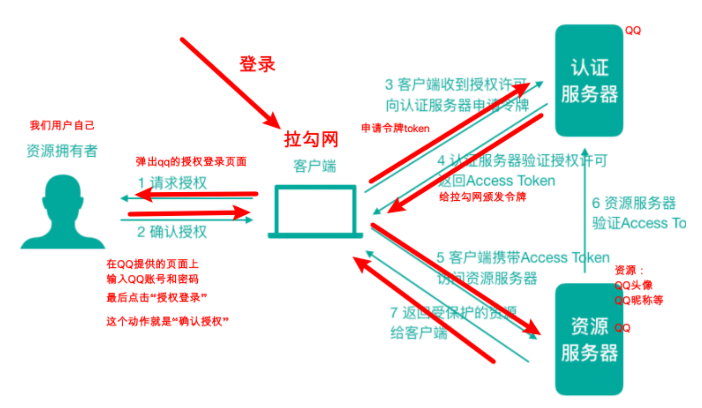 QQ
登录
认证
服务器
3 客户端收到授权许可
向认证服务器申请令牌
我们用户自己
资源拥有者
申请令牌token
拉勾网
客户端
弹出qq的授权登录页面
1 请求授权
4 认证服务器验证授权许可
返回Access Token
给拉勾网颁发令牌
6 资源服务器
验证Access To
2 确认授权
在QQ提供的页面上
输入QQ账号和密码
最后点击“授权登录”
这个动作就是“确认授权”
5 客户端携带Access Token
访问资源服务器
资源：
QQ头像
QQ昵称等
7 返回受保护的资源
给客户端
QQ
资源
服务器